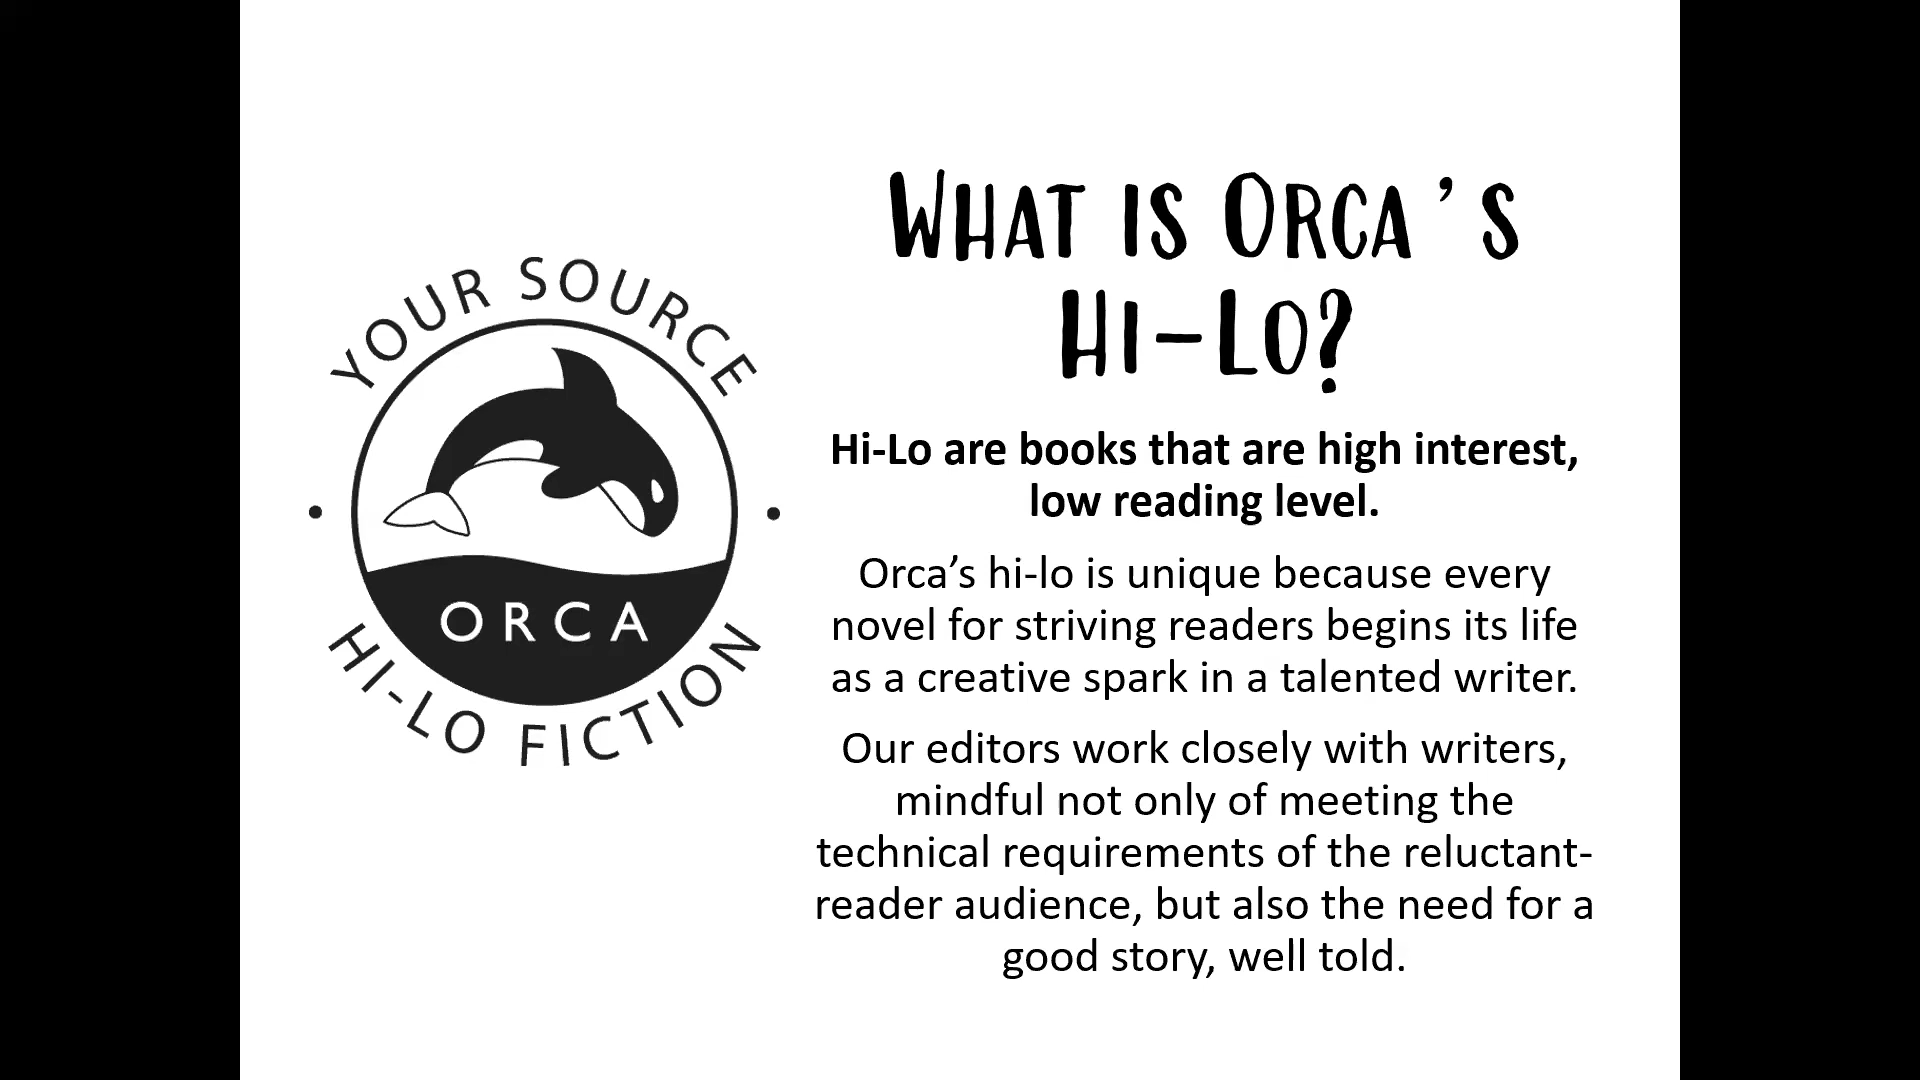 YOUR SOURCE
ORCA
HI-LO FICTION
WHAT IS ORCA'S
HI-LO?
Hi-Lo are books that are high interest,
low reading level.
Orca’s hi-lo is unique because every
novel for striving readers begins its life
as a creative spark in a talented writer.
Our editors work closely with writers,
mindful not only of meeting the
technical requirements of the reluctant-
reader audience, but also the need for a
good story, well told.